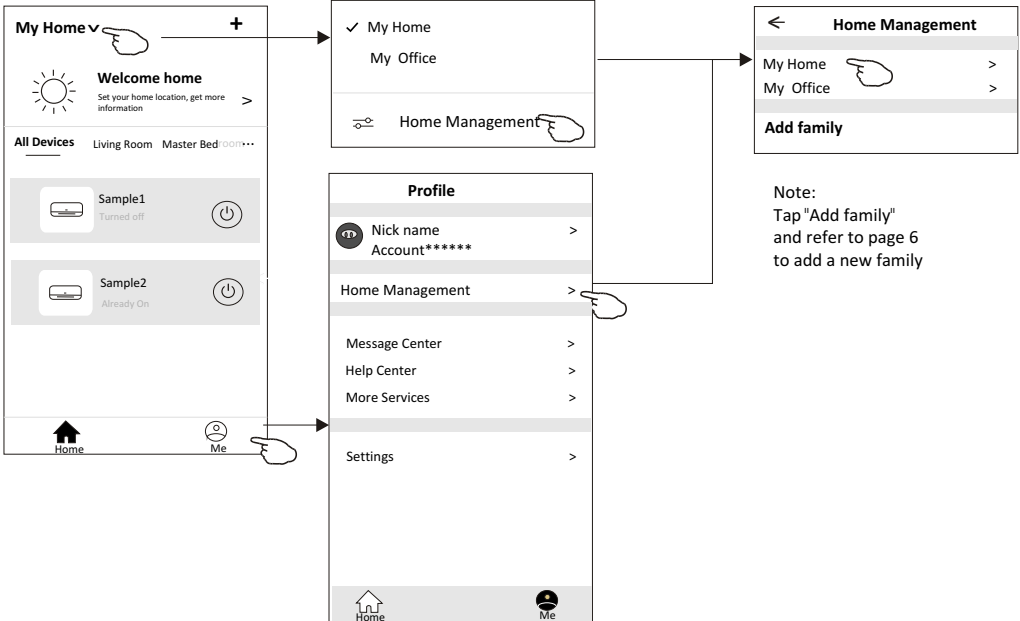 My Home
+
Welcome home
Set your home location, get more
information
>
All Devices Living Room Master Bedroom ...
Sample1
Turned off
Sample2
Already On
Home
Me
✓ My Home
My Office
Home Management
Profile
Nick name >
Account******
Home Management >
Message Center >
Help Center >
More Services >
Settings >
Home
Me
Home Management
My Home >
My Office >
Add family
Note:
Tap "Add family"
and refer to page 6
to add a new family